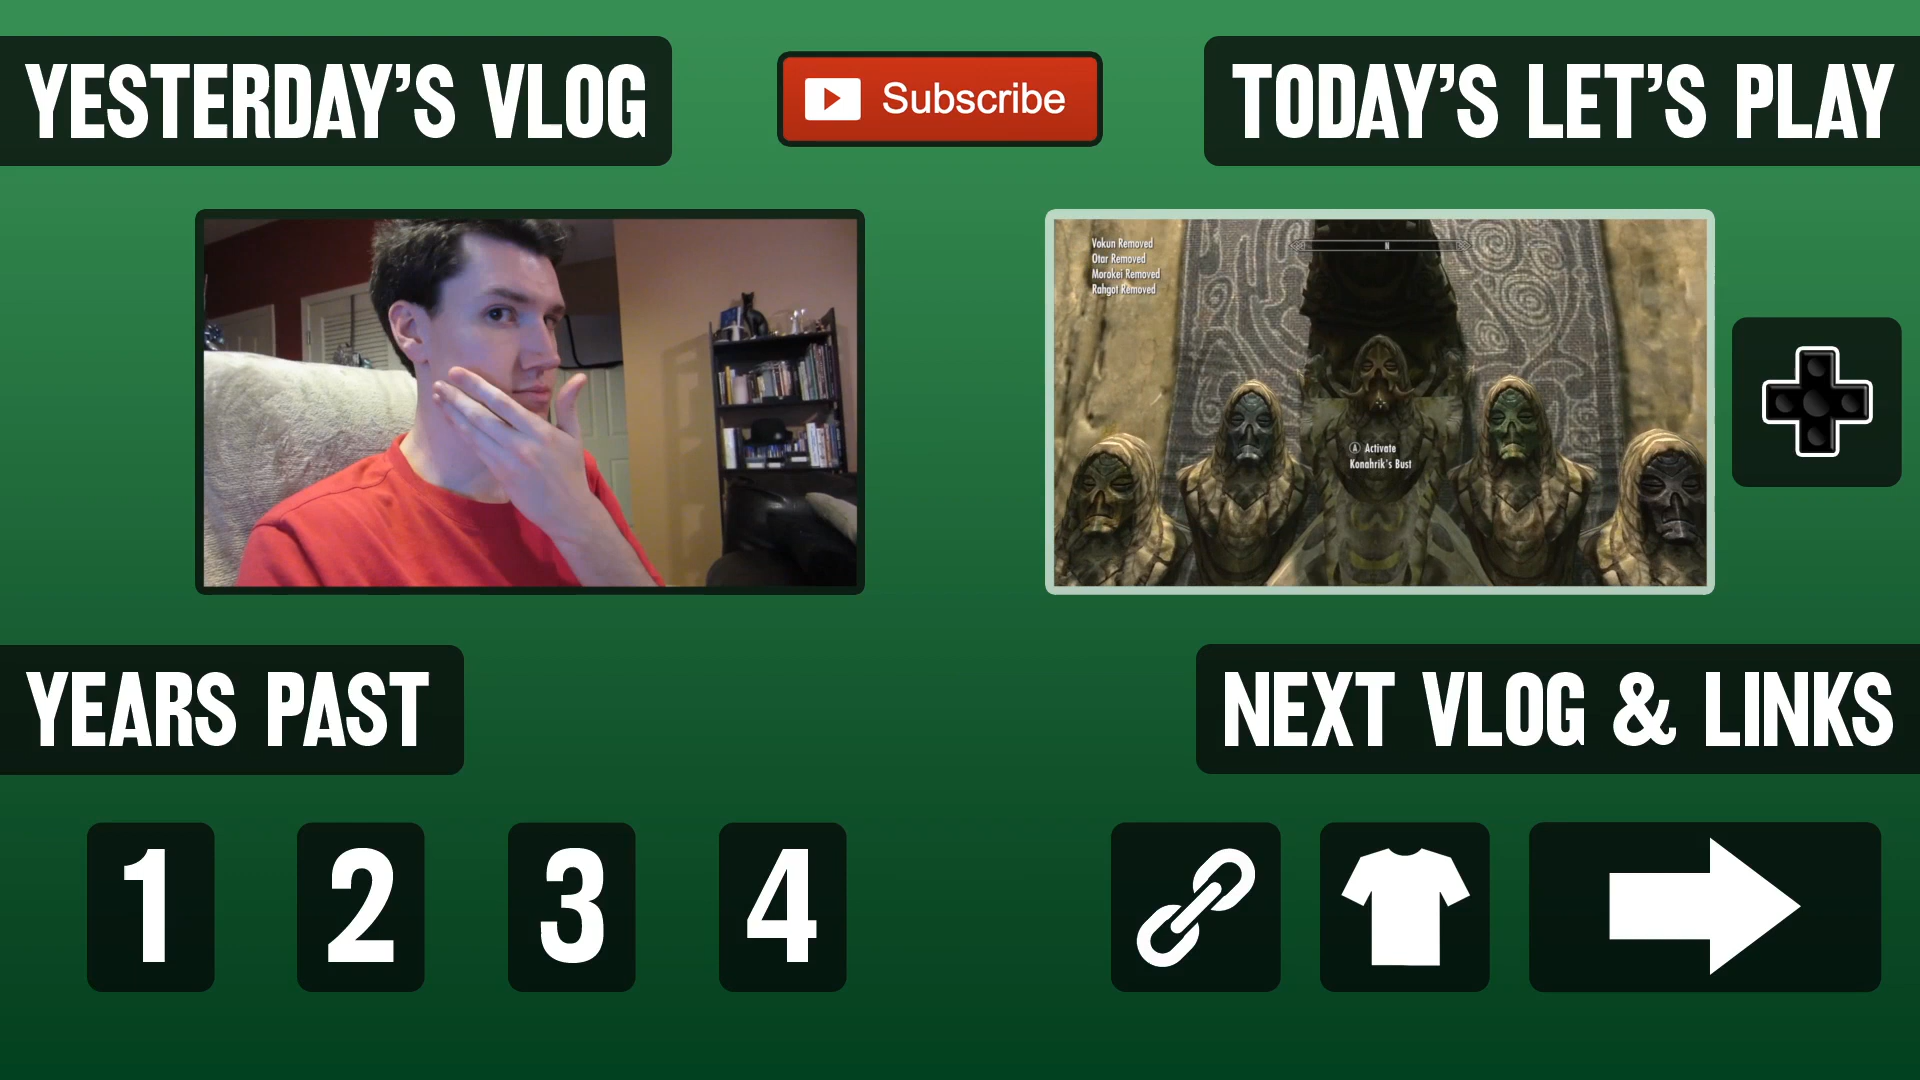 YESTERDAY'S VLOG
Subscribe
TODAY'S LET'S PLAY
Vokun Removed
Otar Removed
Morokei Removed
Rahgot Removed
N
A Activate
Konahrik's Bust
YEARS PAST
NEXT VLOG & LINKS
1 2 3 4